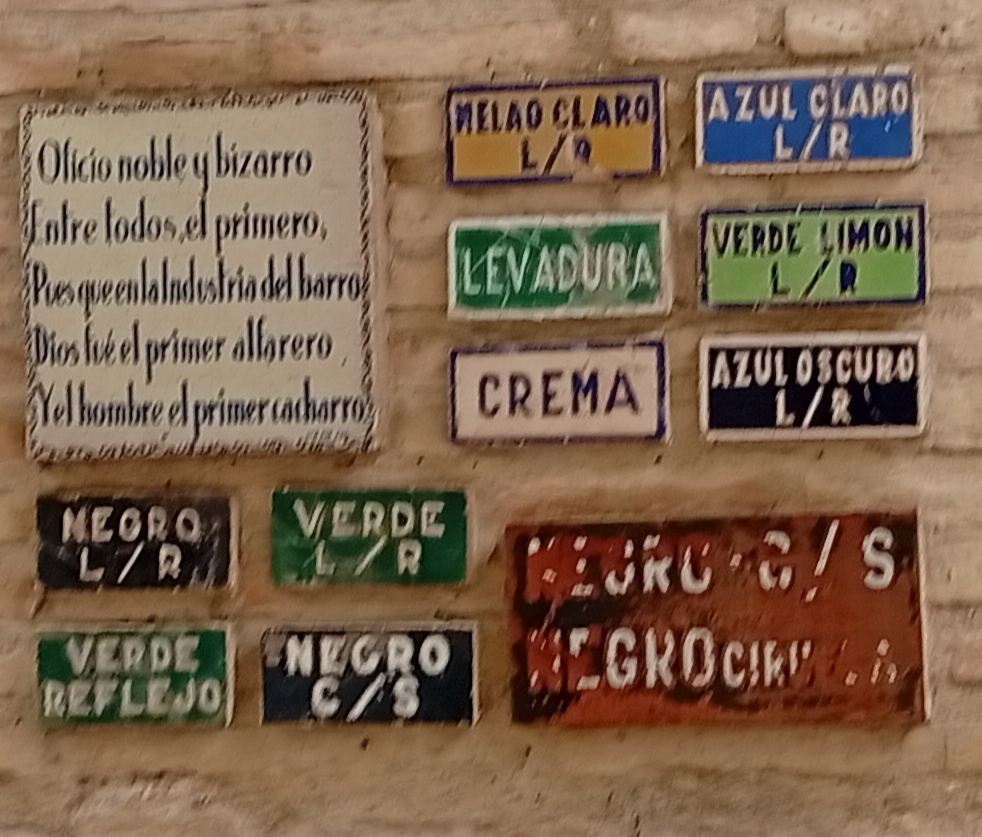 Oficio noble y bizarro
Entre todos, el primero,
Pues que en la Industria del barro
Dios fué el primer alfarero
Y el hombre el primer cacharro
MELAO CLARO
L/R
AZUL CLARO
L/R
LEVADURA
VERDE LIMON
L/R
CREMA
AZUL OSCURO
L/R
NEGRO
L/R
VERDE
L/R
VERDE
REFLEJO
NEGRO
C/S
NEGRO C/S
NEGRO